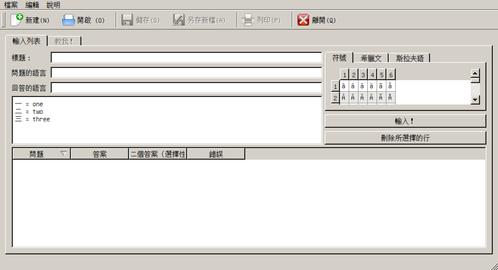 檔案 編輯 說明
新建(N) 開啟 (O) 儲存(S) 另存新檔(A) 列印(P) 離開(Q)
輸入列表 教我!
標題:
問題的語言
回答的語言
一 = one
二 = two
三 = three
符號 希臘文 斯拉夫語
1 2 3 4 5 6
1 à á â ã ä å
2
輸入!
刪除所選擇的行
問題 答案 二個答案 (選擇性 錯誤